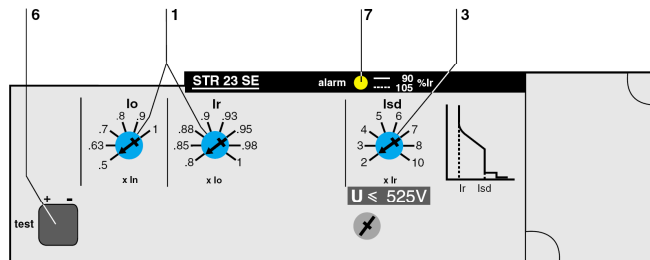 6 1 7 3
STR 23 SE alarm 90 %Ir
105
Io Ir Isd
.5 .63 .7 .8 .9 1
x In
.8 .85 .88 .9 .93 .95 .98 1
x Io
2 3 4 5 6 7 8 10
x Ir
Ir Isd
U ⩽ 525V
+ -
test